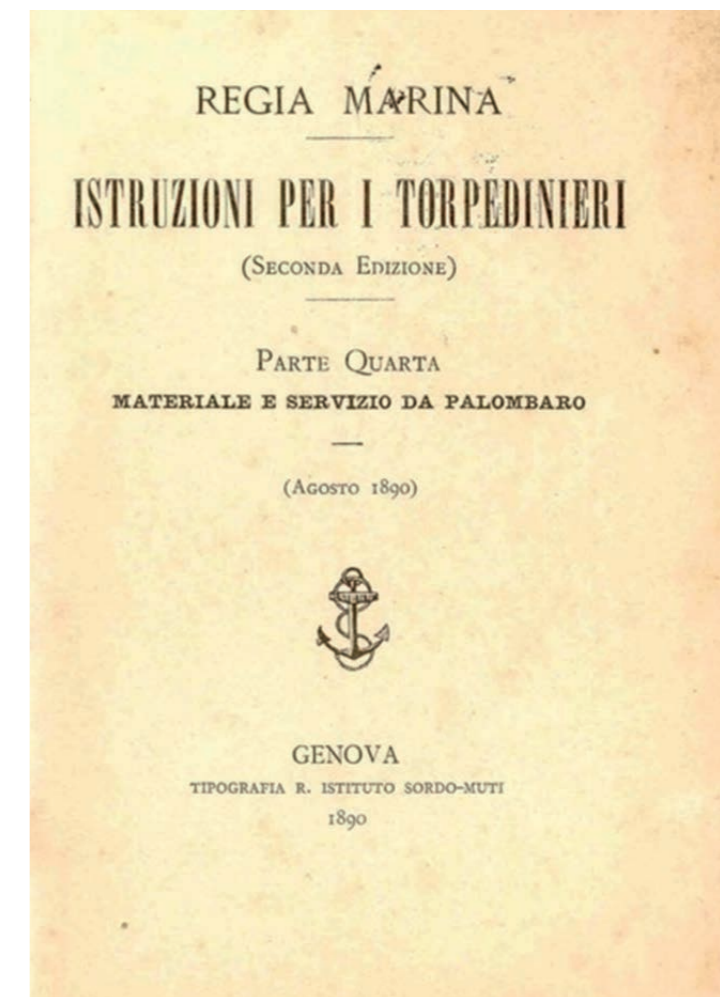 REGIA MARINA
ISTRUZIONI PER I TORPEDINIERI
(SECONDA EDIZIONE)
PARTE QUARTA
MATERIALE E SERVIZIO DA PALOMBARO
(AGOSTO 1890)
GENOVA
TIPOGRAFIA R. ISTITUTO SORDO-MUTI
1890